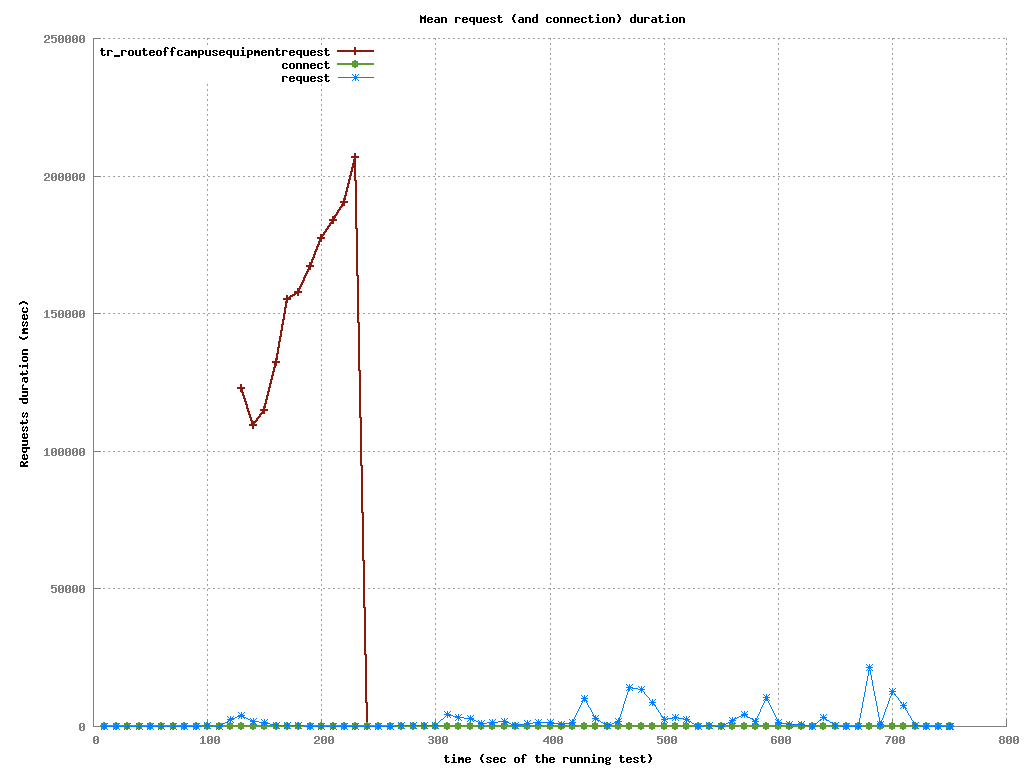 Mean request (and connection) duration
250000
tr_routeoffcampusequipmentrequest
connect
request
200000
150000
100000
50000
0
Requests duration (msec)
0 100 200 300 400 500 600 700 800
time (sec of the running test)